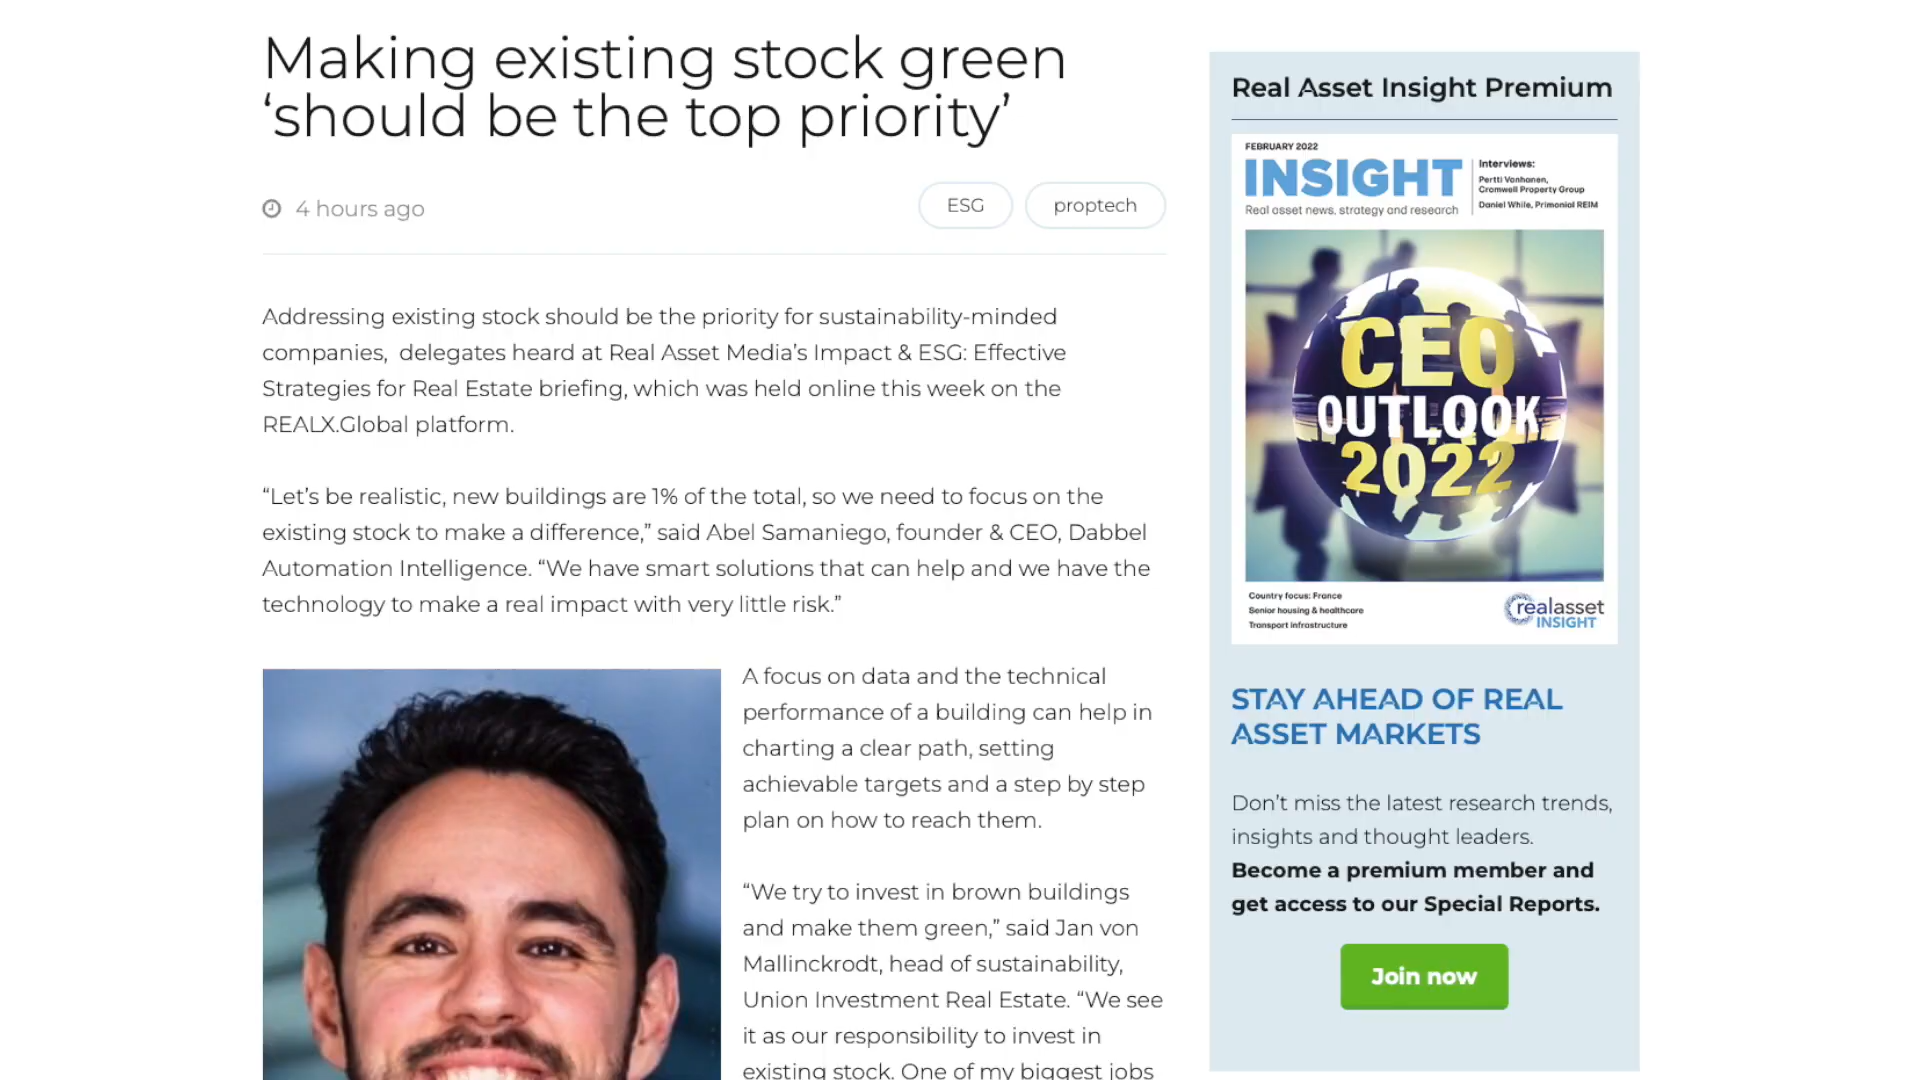 Making existing stock green
‘should be the top priority’
4 hours ago
ESG
proptech
Addressing existing stock should be the priority for sustainability-minded
companies,  delegates heard at Real Asset Media’s Impact & ESG: Effective
Strategies for Real Estate briefing, which was held online this week on the
REALX.Global platform.
“Let’s be realistic, new buildings are 1% of the total, so we need to focus on the
existing stock to make a difference,” said Abel Samaniego, founder & CEO, Dabbel
Automation Intelligence. “We have smart solutions that can help and we have the
technology to make a real impact with very little risk.”
A focus on data and the technical
performance of a building can help in
charting a clear path, setting
achievable targets and a step by step
plan on how to reach them.
“We try to invest in brown buildings
and make them green,” said Jan von
Mallinckrodt, head of sustainability,
Union Investment Real Estate. “We see
it as our responsibility to invest in
existing stock. One of my biggest jobs
Real Asset Insight Premium
FEBRUARY 2022
INSIGHT
Real asset news, strategy and research
Interviews:
Pertti Vanhanen,
Cromwell Property Group
Daniel While, Primonial REIM
CEO
OUTLOOK
2022
Country focus: France
Senior housing & healthcare
Transport infrastructure
realasset
INSIGHT
STAY AHEAD OF REAL
ASSET MARKETS
Don’t miss the latest research trends,
insights and thought leaders.
Become a premium member and
get access to our Special Reports.
Join now